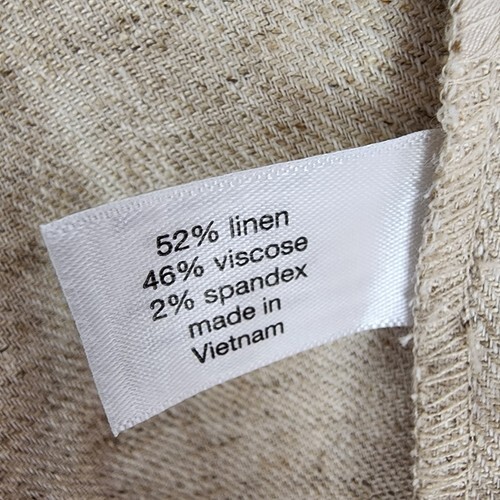 52% linen
46% viscose
2% spandex
made in
Vietnam